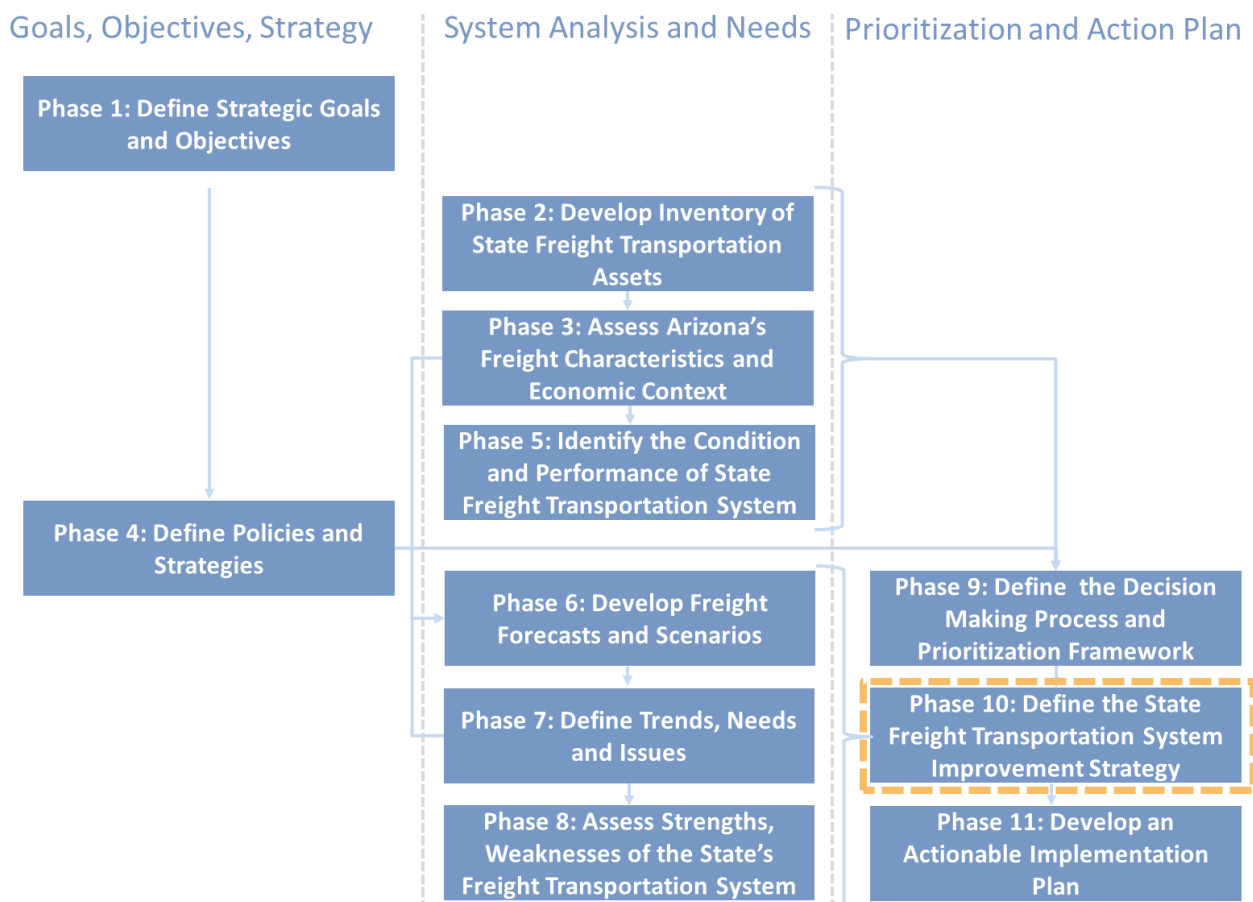 Goals, Objectives, Strategy
System Analysis and Needs
Prioritization and Action Plan
Phase 1: Define Strategic Goals
and Objectives
Phase 2: Develop Inventory of
State Freight Transportation
Assets
Phase 3: Assess Arizona’s
Freight Characteristics and
Economic Context
Phase 5: Identify the Condition
and Performance of State
Freight Transportation System
Phase 4: Define Policies and
Strategies
Phase 6: Develop Freight
Forecasts and Scenarios
Phase 7: Define Trends, Needs
and Issues
Phase 8: Assess Strengths,
Weaknesses of the State’s
Freight Transportation System
Phase 9: Define the Decision
Making Process and
Prioritization Framework
Phase 10: Define the State
Freight Transportation System
Improvement Strategy
Phase 11: Develop an
Actionable Implementation
Plan